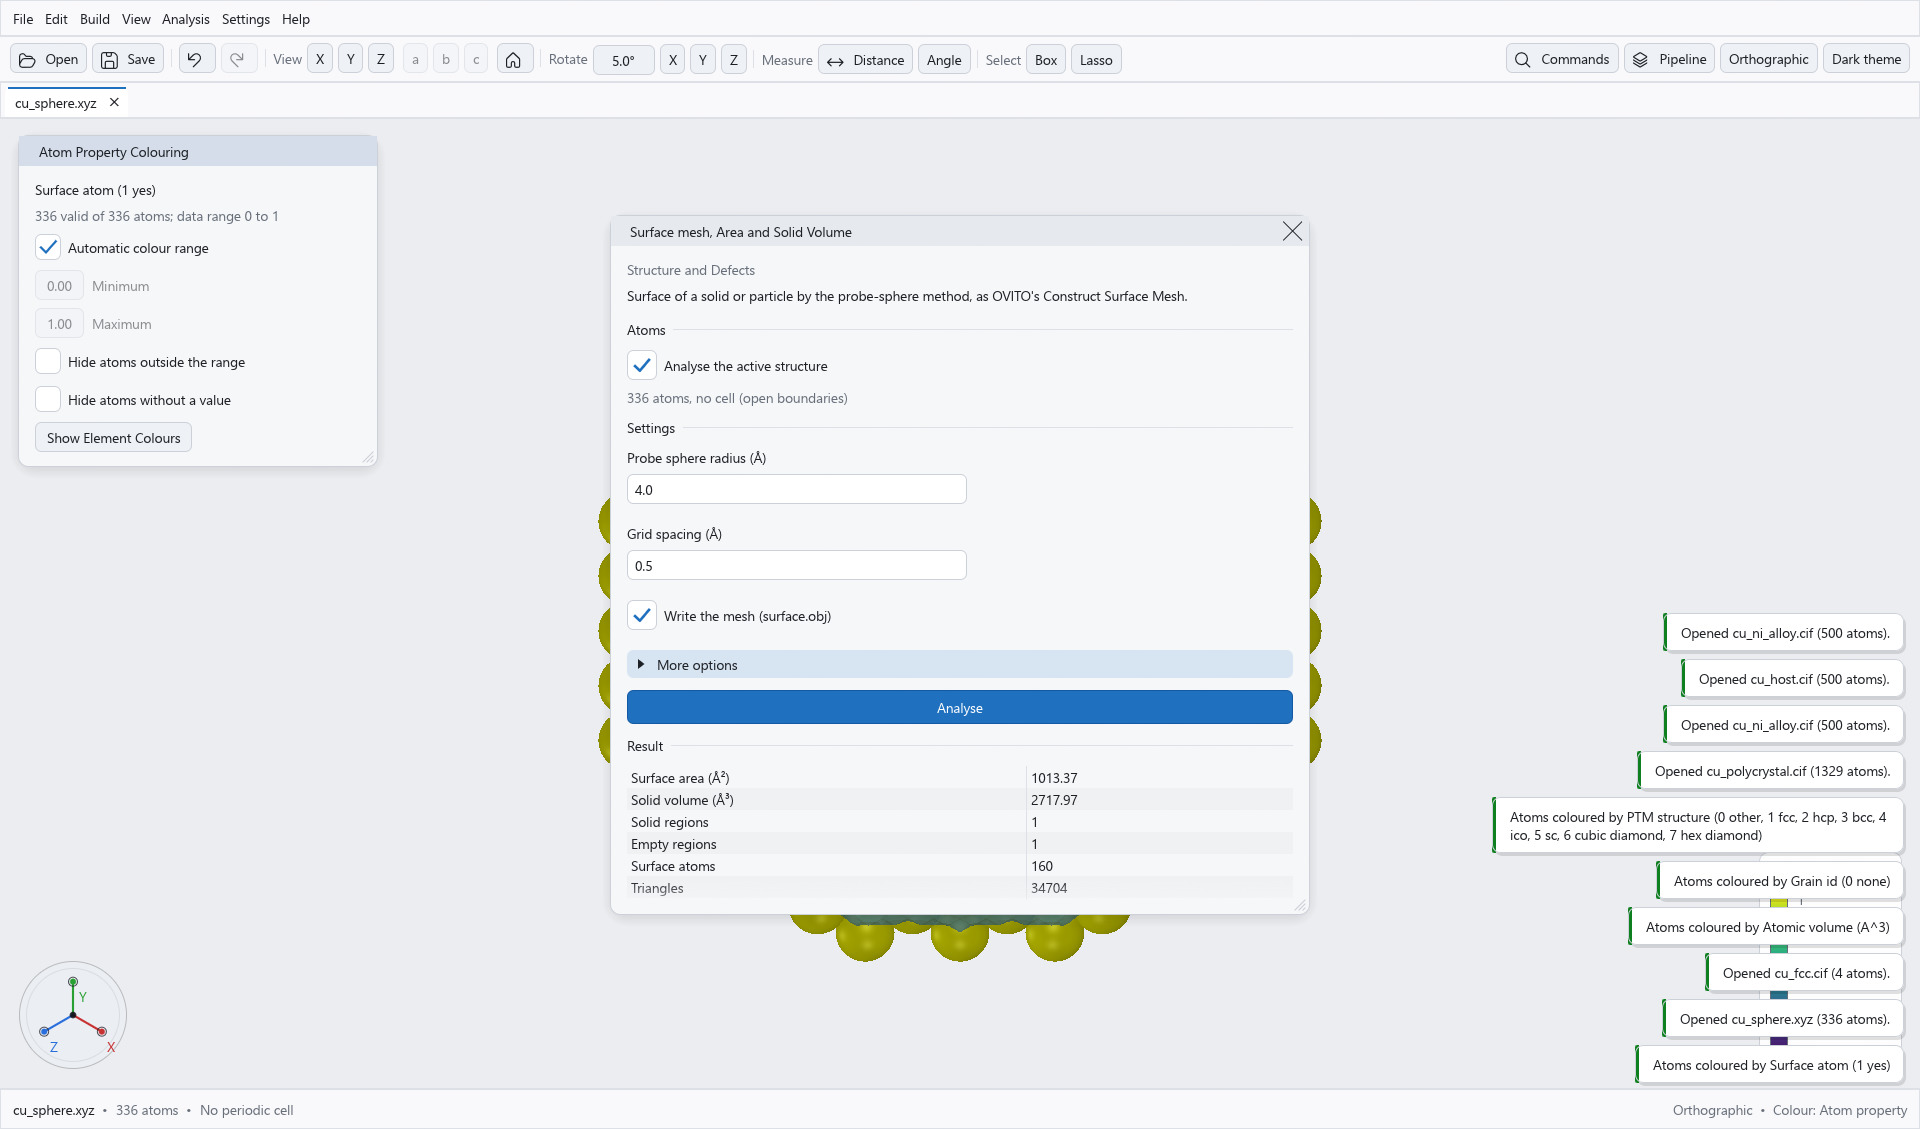 File Edit Build View Analysis Settings Help
Open Save View X Y Z a b c Rotate 5.0° X Y Z Measure Distance Angle Select Box Lasso Commands Pipeline Orthographic Dark theme
cu_sphere.xyz
Atom Property Colouring
Surface atom (1 yes)
336 valid of 336 atoms; data range 0 to 1
Automatic colour range
0.00 Minimum
1.00 Maximum
Hide atoms outside the range
Hide atoms without a value
Show Element Colours
Surface mesh, Area and Solid Volume
Structure and Defects
Surface of a solid or particle by the probe-sphere method, as OVITO's Construct Surface Mesh.
Atoms
Analyse the active structure
336 atoms, no cell (open boundaries)
Settings
Probe sphere radius (Å)
4.0
Grid spacing (Å)
0.5
Write the mesh (surface.obj)
More options
Analyse
Result
Surface area (Å²) 1013.37
Solid volume (Å³) 2717.97
Solid regions 1
Empty regions 1
Surface atoms 160
Triangles 34704
Opened cu_ni_alloy.cif (500 atoms).
Opened cu_host.cif (500 atoms).
Opened cu_ni_alloy.cif (500 atoms).
Opened cu_polycrystal.cif (1329 atoms).
Atoms coloured by PTM structure (0 other, 1 fcc, 2 hcp, 3 bcc, 4
ico, 5 sc, 6 cubic diamond, 7 hex diamond)
Atoms coloured by Grain id (0 none)
Atoms coloured by Atomic volume (A^3)
Opened cu_fcc.cif (4 atoms).
Opened cu_sphere.xyz (336 atoms).
Atoms coloured by Surface atom (1 yes)
Y
Z X
cu_sphere.xyz • 336 atoms • No periodic cell
Orthographic • Colour: Atom property